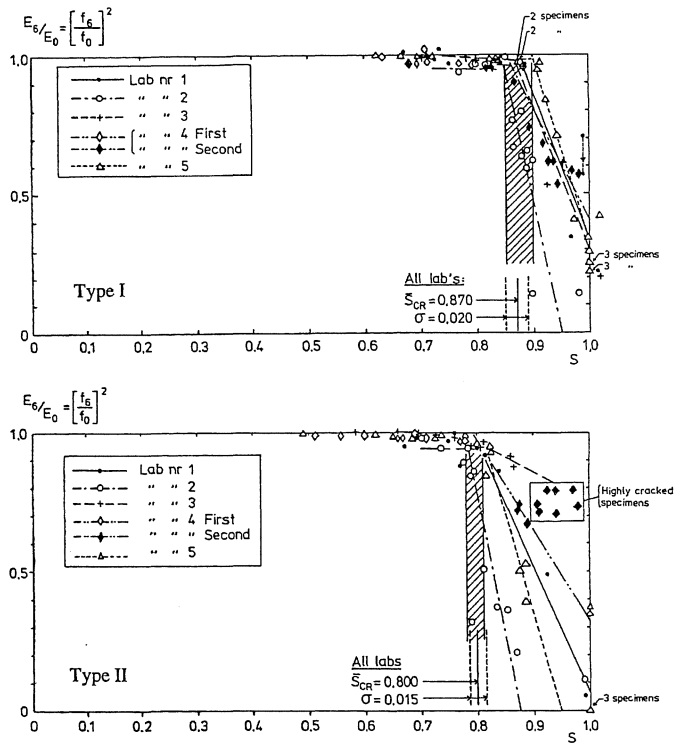 E6/E0 = [f6/f0]²
2 specimens
2 "
1,0
Lab nr 1
" " 2
" " 3
" " 4 First
" " " Second
" " 5
0,5
3 specimens
3 "
Type I
All lab's:
S̄CR = 0,870
σ = 0,020
0
0 0,1 0,2 0,3 0,4 0,5 0,6 0,7 0,8 0,9 1,0
S
E6/E0 = [f6/f0]²
1,0
Lab nr 1
" " 2
" " 3
" " 4 First
" " " Second
" " 5
Highly cracked
specimens
0,5
Type II
All labs
S̄CR = 0,800
σ = 0,015
3 specimens
0
0 0,1 0,2 0,3 0,4 0,5 0,6 0,7 0,8 0,9 1,0
S